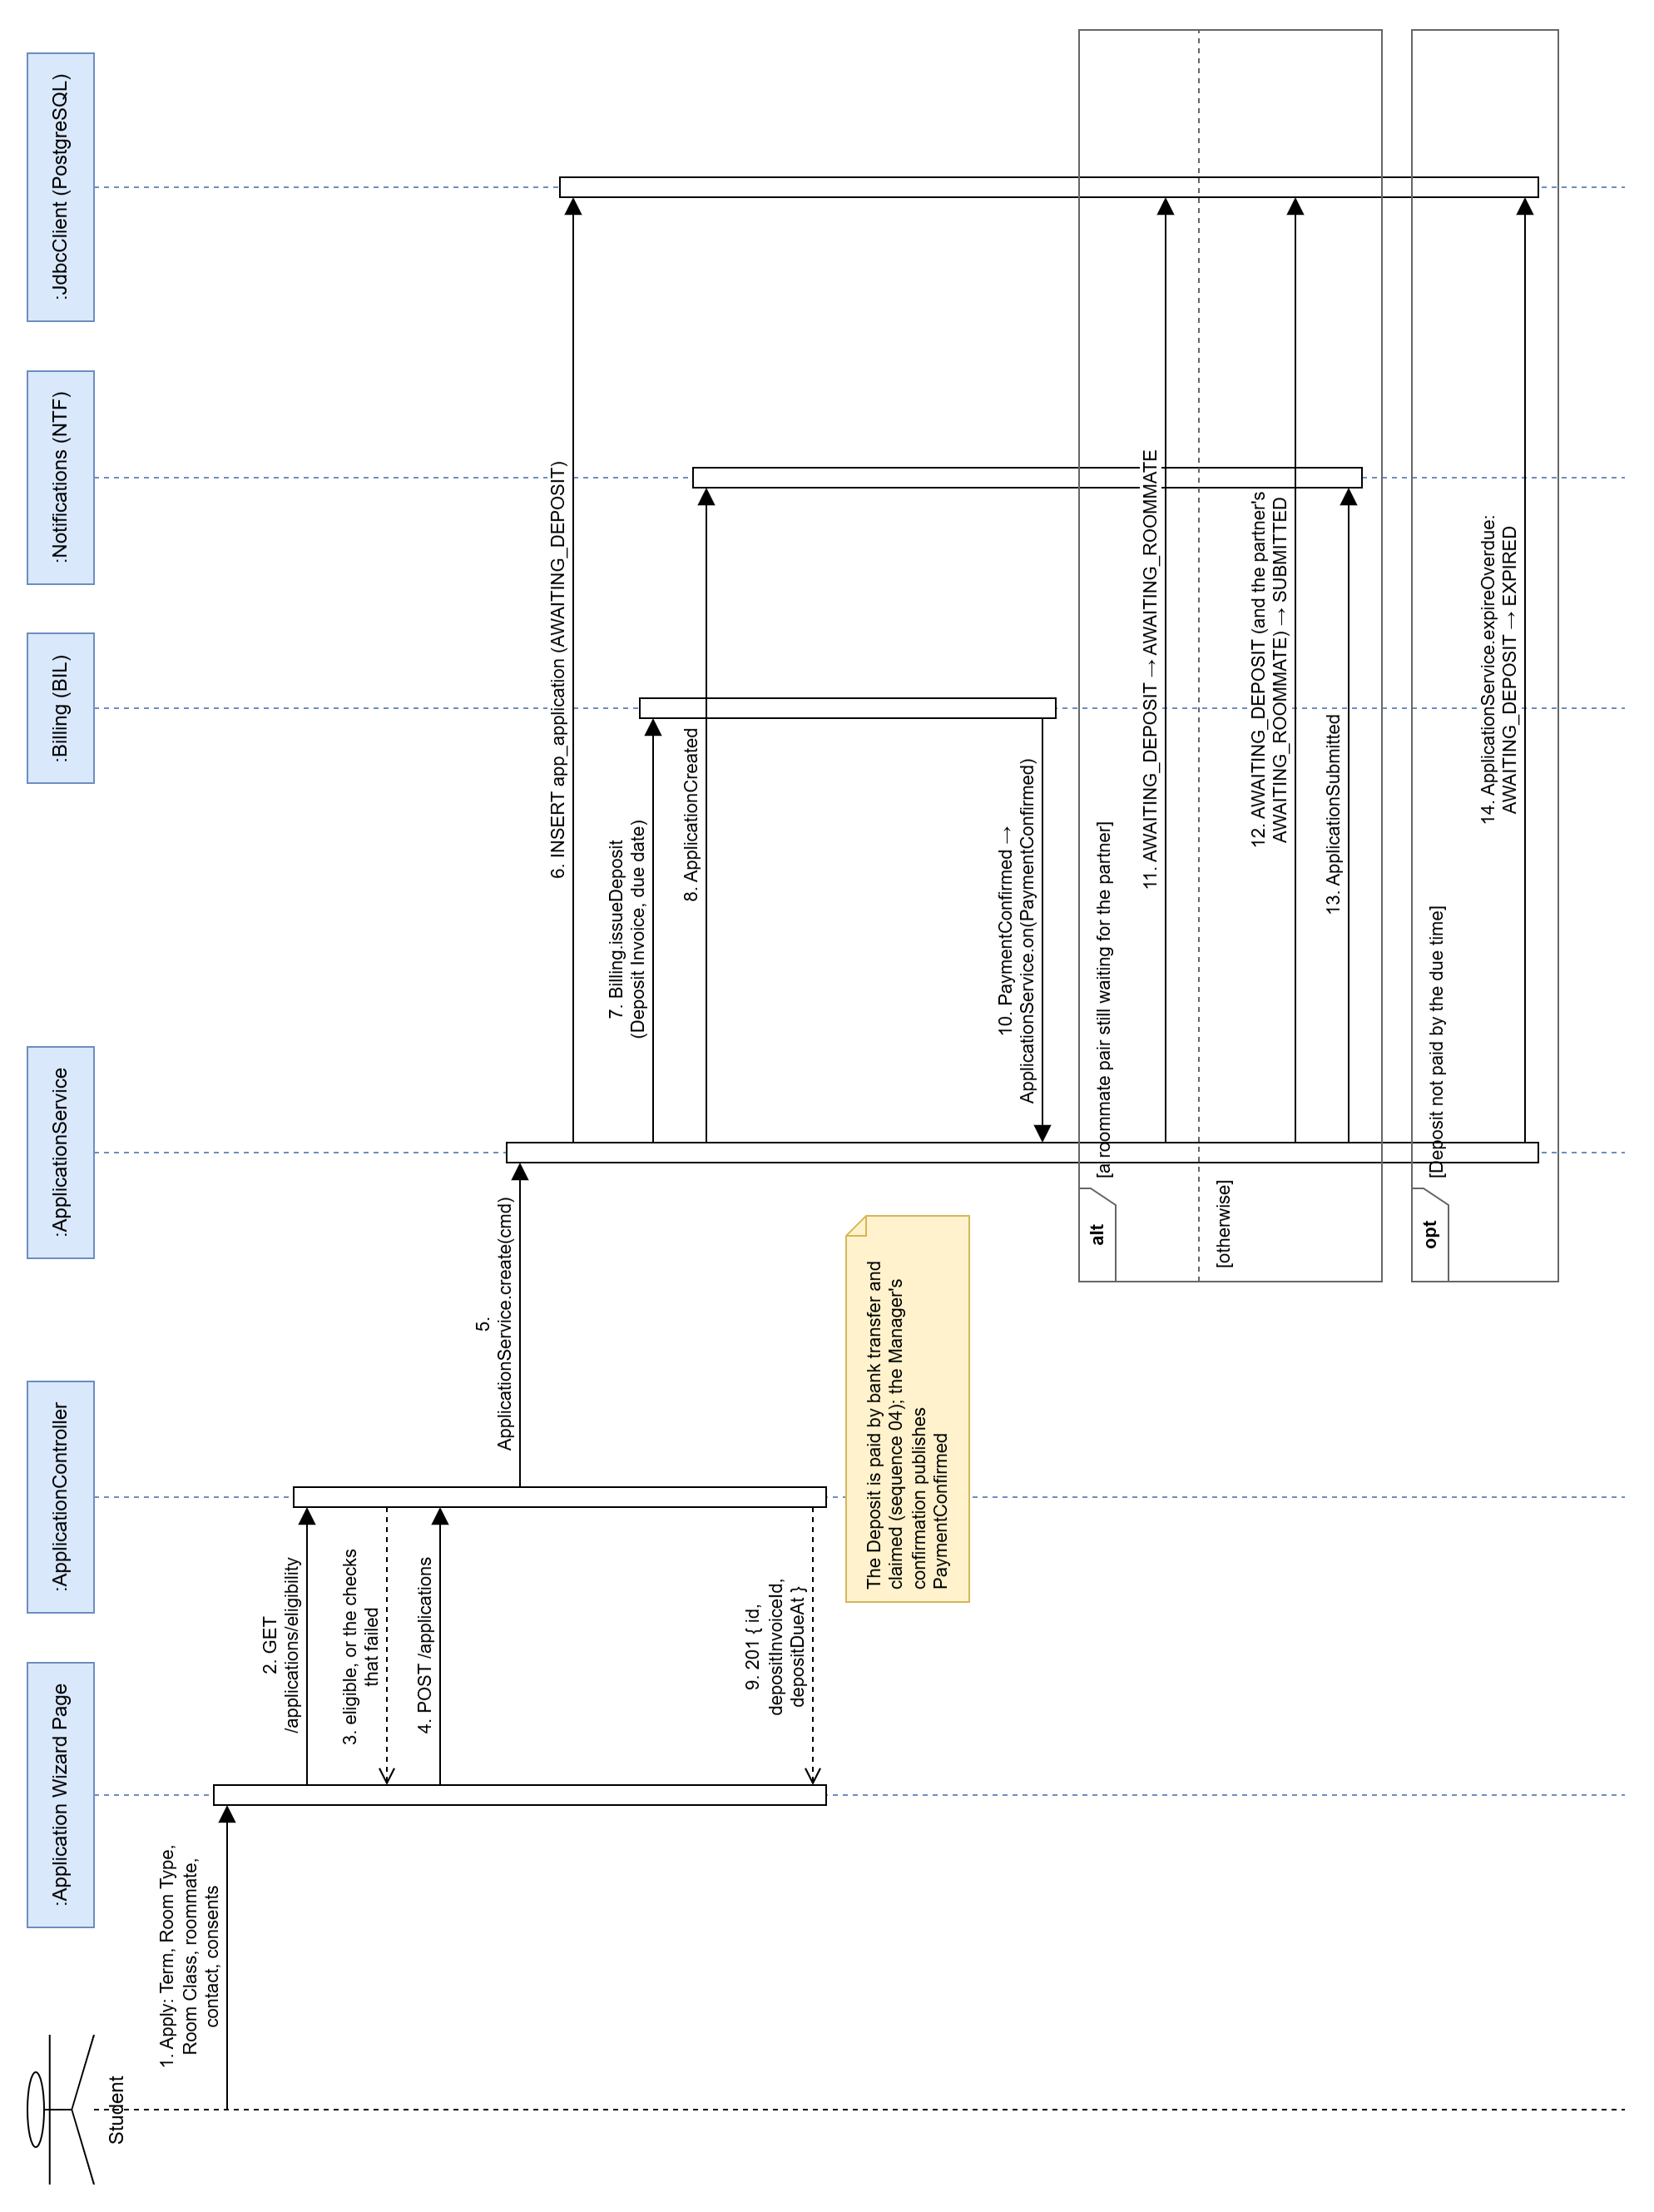 Student
:Application Wizard Page
:ApplicationController
:ApplicationService
:Billing (BIL)
:Notifications (NTF)
:JdbcClient (PostgreSQL)
1. Apply: Term, Room Type,
Room Class, roommate,
contact, consents
2. GET
/applications/eligibility
3. eligible, or the checks
that failed
4. POST /applications
5.
ApplicationService.create(cmd)
6. INSERT app_application (AWAITING_DEPOSIT)
7. Billing.issueDeposit
(Deposit Invoice, due date)
8. ApplicationCreated
9. 201 { id,
depositInvoiceId,
depositDueAt }
The Deposit is paid by bank transfer and
claimed (sequence 04); the Manager's
confirmation publishes
PaymentConfirmed
10. PaymentConfirmed →
ApplicationService.on(PaymentConfirmed)
alt
[a roommate pair still waiting for the partner]
11. AWAITING_DEPOSIT → AWAITING_ROOMMATE
[otherwise]
12. AWAITING_DEPOSIT (and the partner's
AWAITING_ROOMMATE) → SUBMITTED
13. ApplicationSubmitted
opt
[Deposit not paid by the due time]
14. ApplicationService.expireOverdue:
AWAITING_DEPOSIT → EXPIRED